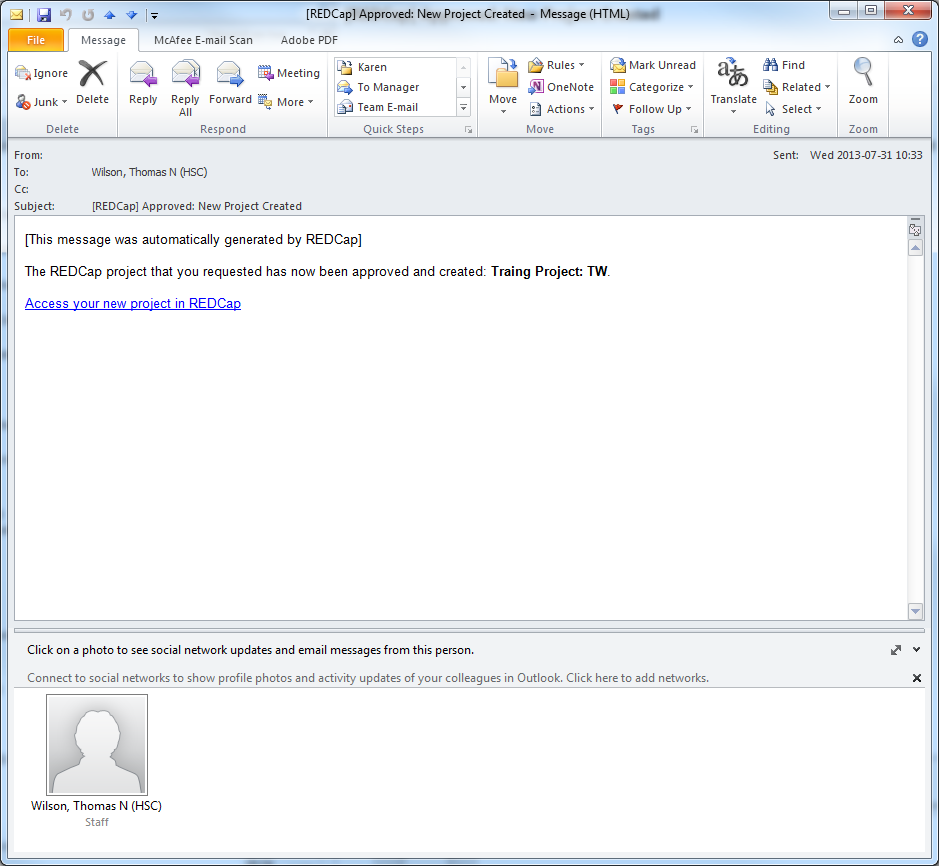 [REDCap] Approved: New Project Created - Message (HTML)
File Message McAfee E-mail Scan Adobe PDF
Ignore
Junk
Delete
Delete
Reply
Reply All
Forward
Meeting
More
Respond
Karen
To Manager
Team E-mail
Quick Steps
Move
Rules
OneNote
Actions
Move
Mark Unread
Categorize
Follow Up
Tags
Translate
Find
Related
Select
Editing
Zoom
Zoom
From:
Sent: Wed 2013-07-31 10:33
To: Wilson, Thomas N (HSC)
Cc:
Subject: [REDCap] Approved: New Project Created
[This message was automatically generated by REDCap]
The REDCap project that you requested has now been approved and created: Traing Project: TW.
Access your new project in REDCap
Click on a photo to see social network updates and email messages from this person.
Connect to social networks to show profile photos and activity updates of your colleagues in Outlook. Click here to add networks.
Wilson, Thomas N (HSC)
Staff